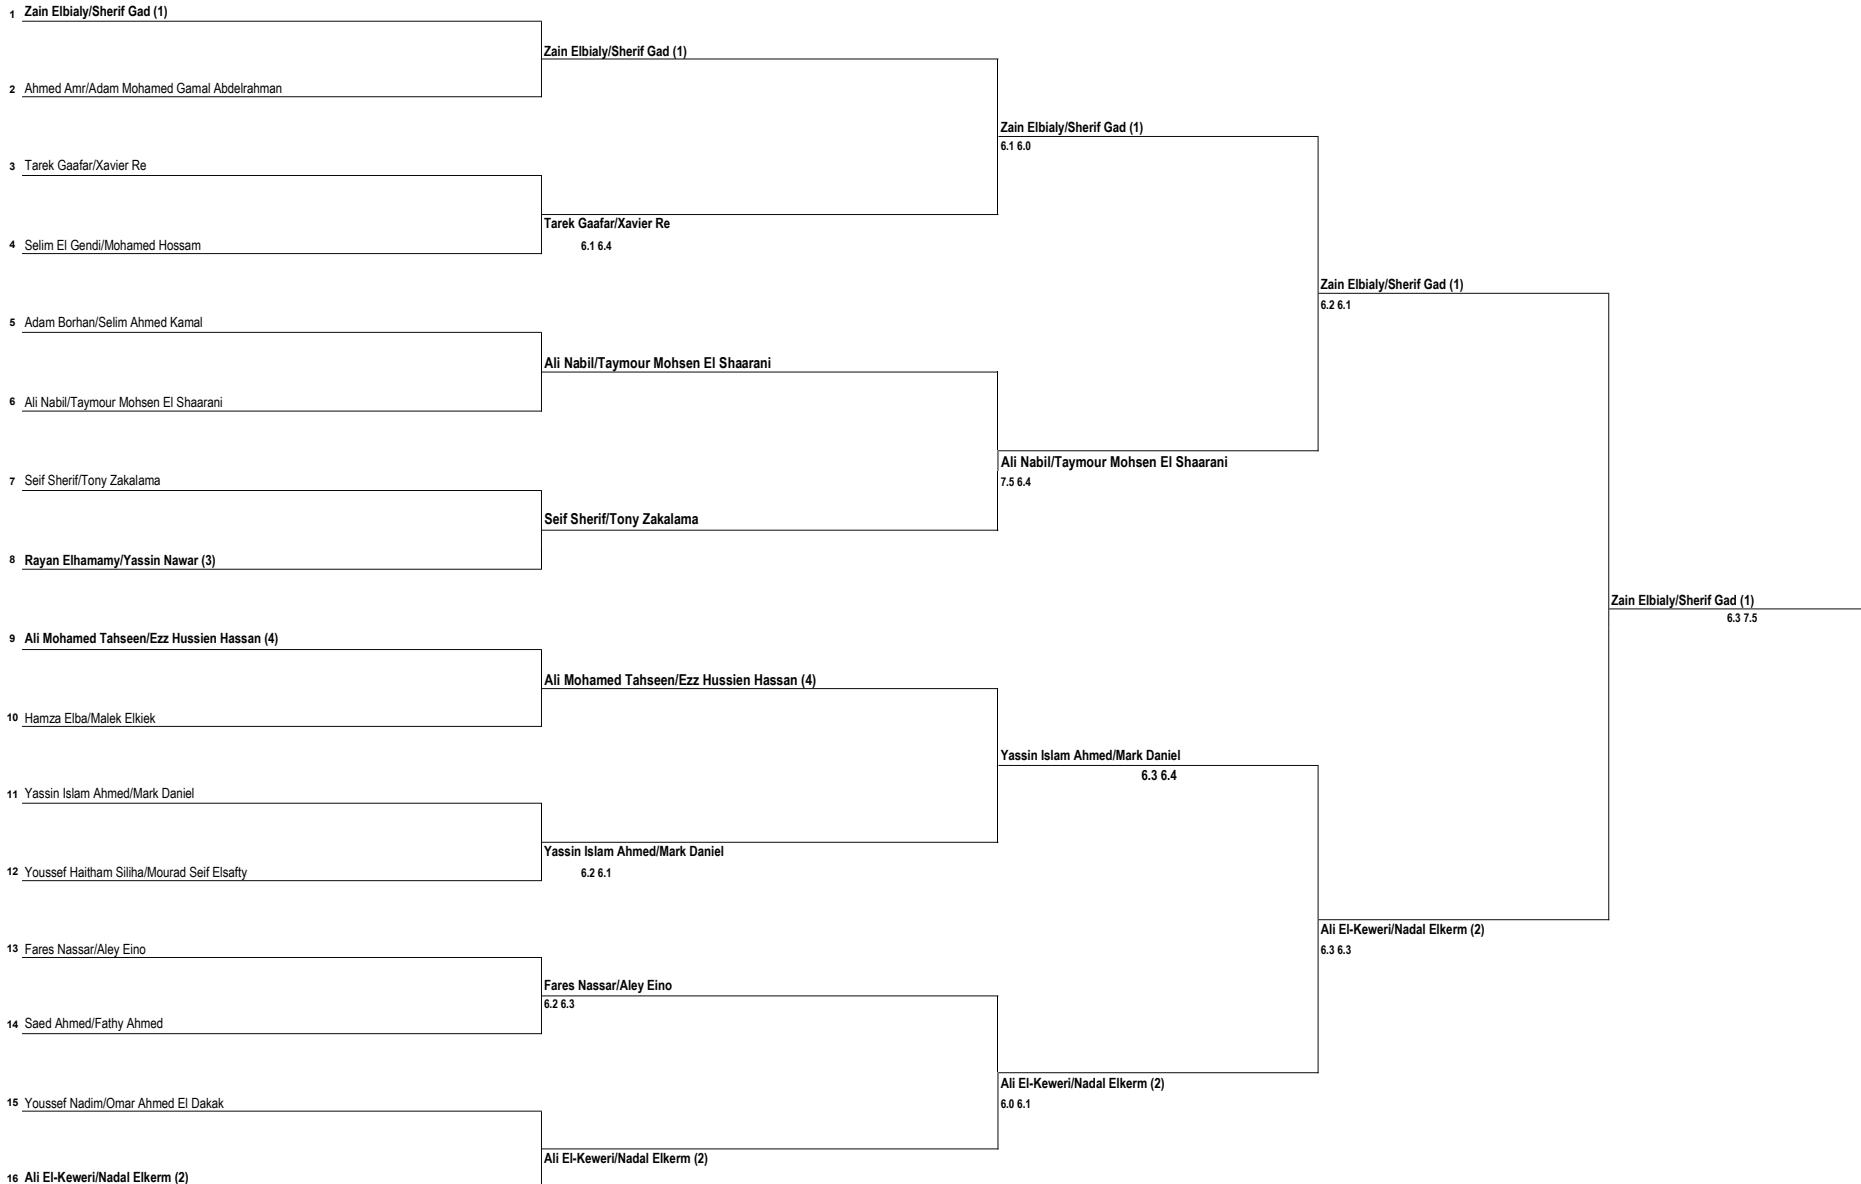 1 Zain Elbialy/Sherif Gad (1)
Zain Elbialy/Sherif Gad (1)
2 Ahmed Amr/Adam Mohamed Gamal Abdelrahman
Zain Elbialy/Sherif Gad (1)
6.1 6.0
3 Tarek Gaafar/Xavier Re
Tarek Gaafar/Xavier Re
4 Selim El Gendi/Mohamed Hossam
6.1 6.4
Zain Elbialy/Sherif Gad (1)
6.2 6.1
5 Adam Borhan/Selim Ahmed Kamal
Ali Nabil/Taymour Mohsen El Shaarani
6 Ali Nabil/Taymour Mohsen El Shaarani
Ali Nabil/Taymour Mohsen El Shaarani
7.5 6.4
7 Seif Sherif/Tony Zakalama
Seif Sherif/Tony Zakalama
8 Rayan Elhamamy/Yassin Nawar (3)
Zain Elbialy/Sherif Gad (1)
6.3 7.5
9 Ali Mohamed Tahseen/Ezz Hussien Hassan (4)
Ali Mohamed Tahseen/Ezz Hussien Hassan (4)
10 Hamza Elba/Malek Elkiek
Yassin Islam Ahmed/Mark Daniel
6.3 6.4
11 Yassin Islam Ahmed/Mark Daniel
Yassin Islam Ahmed/Mark Daniel
12 Youssef Haitham Siliha/Mourad Seif Elsafty
6.2 6.1
Ali El-Keweri/Nadal Elkerm (2)
6.3 6.3
13 Fares Nassar/Aley Eino
Fares Nassar/Aley Eino
6.2 6.3
14 Saed Ahmed/Fathy Ahmed
Ali El-Keweri/Nadal Elkerm (2)
6.0 6.1
15 Youssef Nadim/Omar Ahmed El Dakak
Ali El-Keweri/Nadal Elkerm (2)
16 Ali El-Keweri/Nadal Elkerm (2)